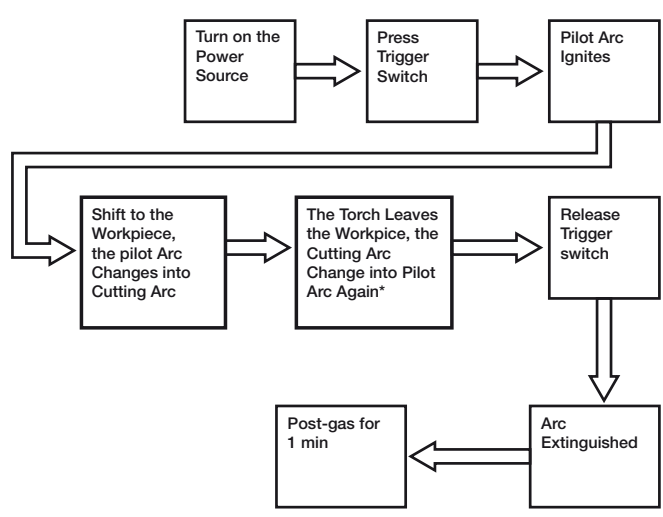 Turn on the
Power
Source
Press
Trigger
Switch
Pilot Arc
Ignites
Shift to the
Workpiece,
the pilot Arc
Changes into
Cutting Arc
The Torch Leaves
the Workpice, the
Cutting Arc
Change into Pilot
Arc Again*
Release
Trigger
switch
Arc
Extinguished
Post-gas for
1 min